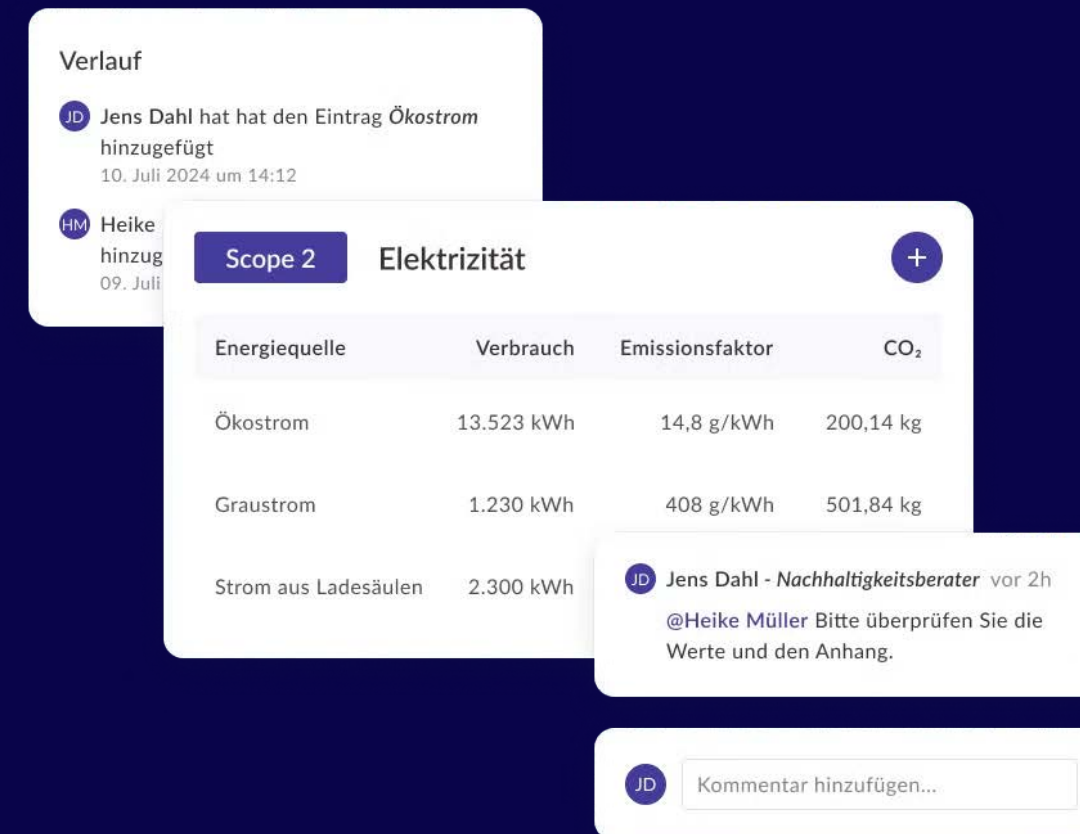 Verlauf
JD Jens Dahl hat hat den Eintrag Ökostrom
hinzugefügt
10. Juli 2024 um 14:12
HM Heike
hinzug
09. Juli
Scope 2 Elektrizität +
Energiequelle Verbrauch Emissionsfaktor CO₂
Ökostrom 13.523 kWh 14,8 g/kWh 200,14 kg
Graustrom 1.230 kWh 408 g/kWh 501,84 kg
Strom aus Ladesäulen 2.300 kWh
JD Jens Dahl - Nachhaltigkeitsberater vor 2h
@Heike Müller Bitte überprüfen Sie die
Werte und den Anhang.
JD Kommentar hinzufügen...